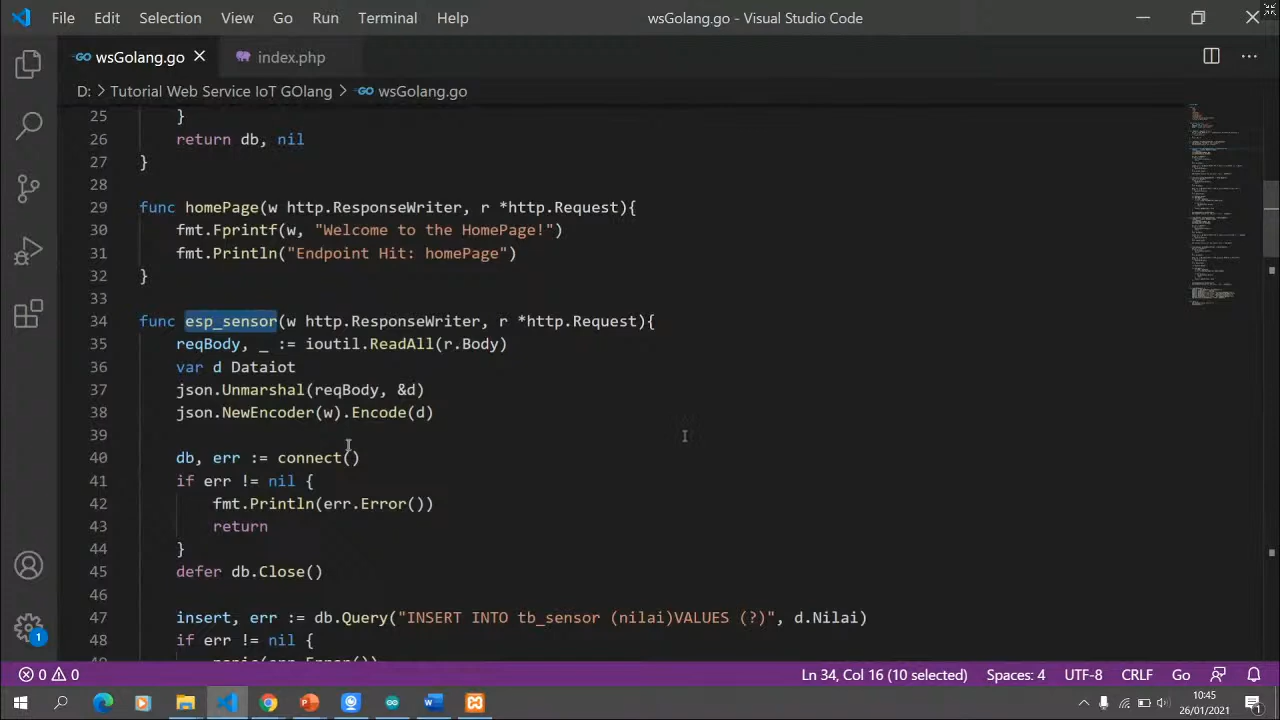 File Edit Selection View Go Run Terminal Help wsGolang.go - Visual Studio Code
GO wsGolang.go index.php
D: > Tutorial Web Service IoT GOlang > GO wsGolang.go
25 }
26 return db, nil
27 }
28
29 func homePage(w http.ResponseWriter, r *http.Request){
30 fmt.Fprintf(w, "Welcome to the HomePage!")
31 fmt.Println("Endpoint Hit: homePage")
32 }
33
34 func esp_sensor(w http.ResponseWriter, r *http.Request){
35 reqBody, _ := ioutil.ReadAll(r.Body)
36 var d Dataiot
37 json.Unmarshal(reqBody, &d)
38 json.NewEncoder(w).Encode(d)
39
40 db, err := connect()
41 if err != nil {
42 fmt.Println(err.Error())
43 return
44 }
45 defer db.Close()
46
47 insert, err := db.Query("INSERT INTO tb_sensor (nilai)VALUES (?)", d.Nilai)
48 if err != nil {
49 panic(err.Error())
1
0 0 Ln 34, Col 16 (10 selected) Spaces: 4 UTF-8 CRLF Go
10:45
26/01/2021
1